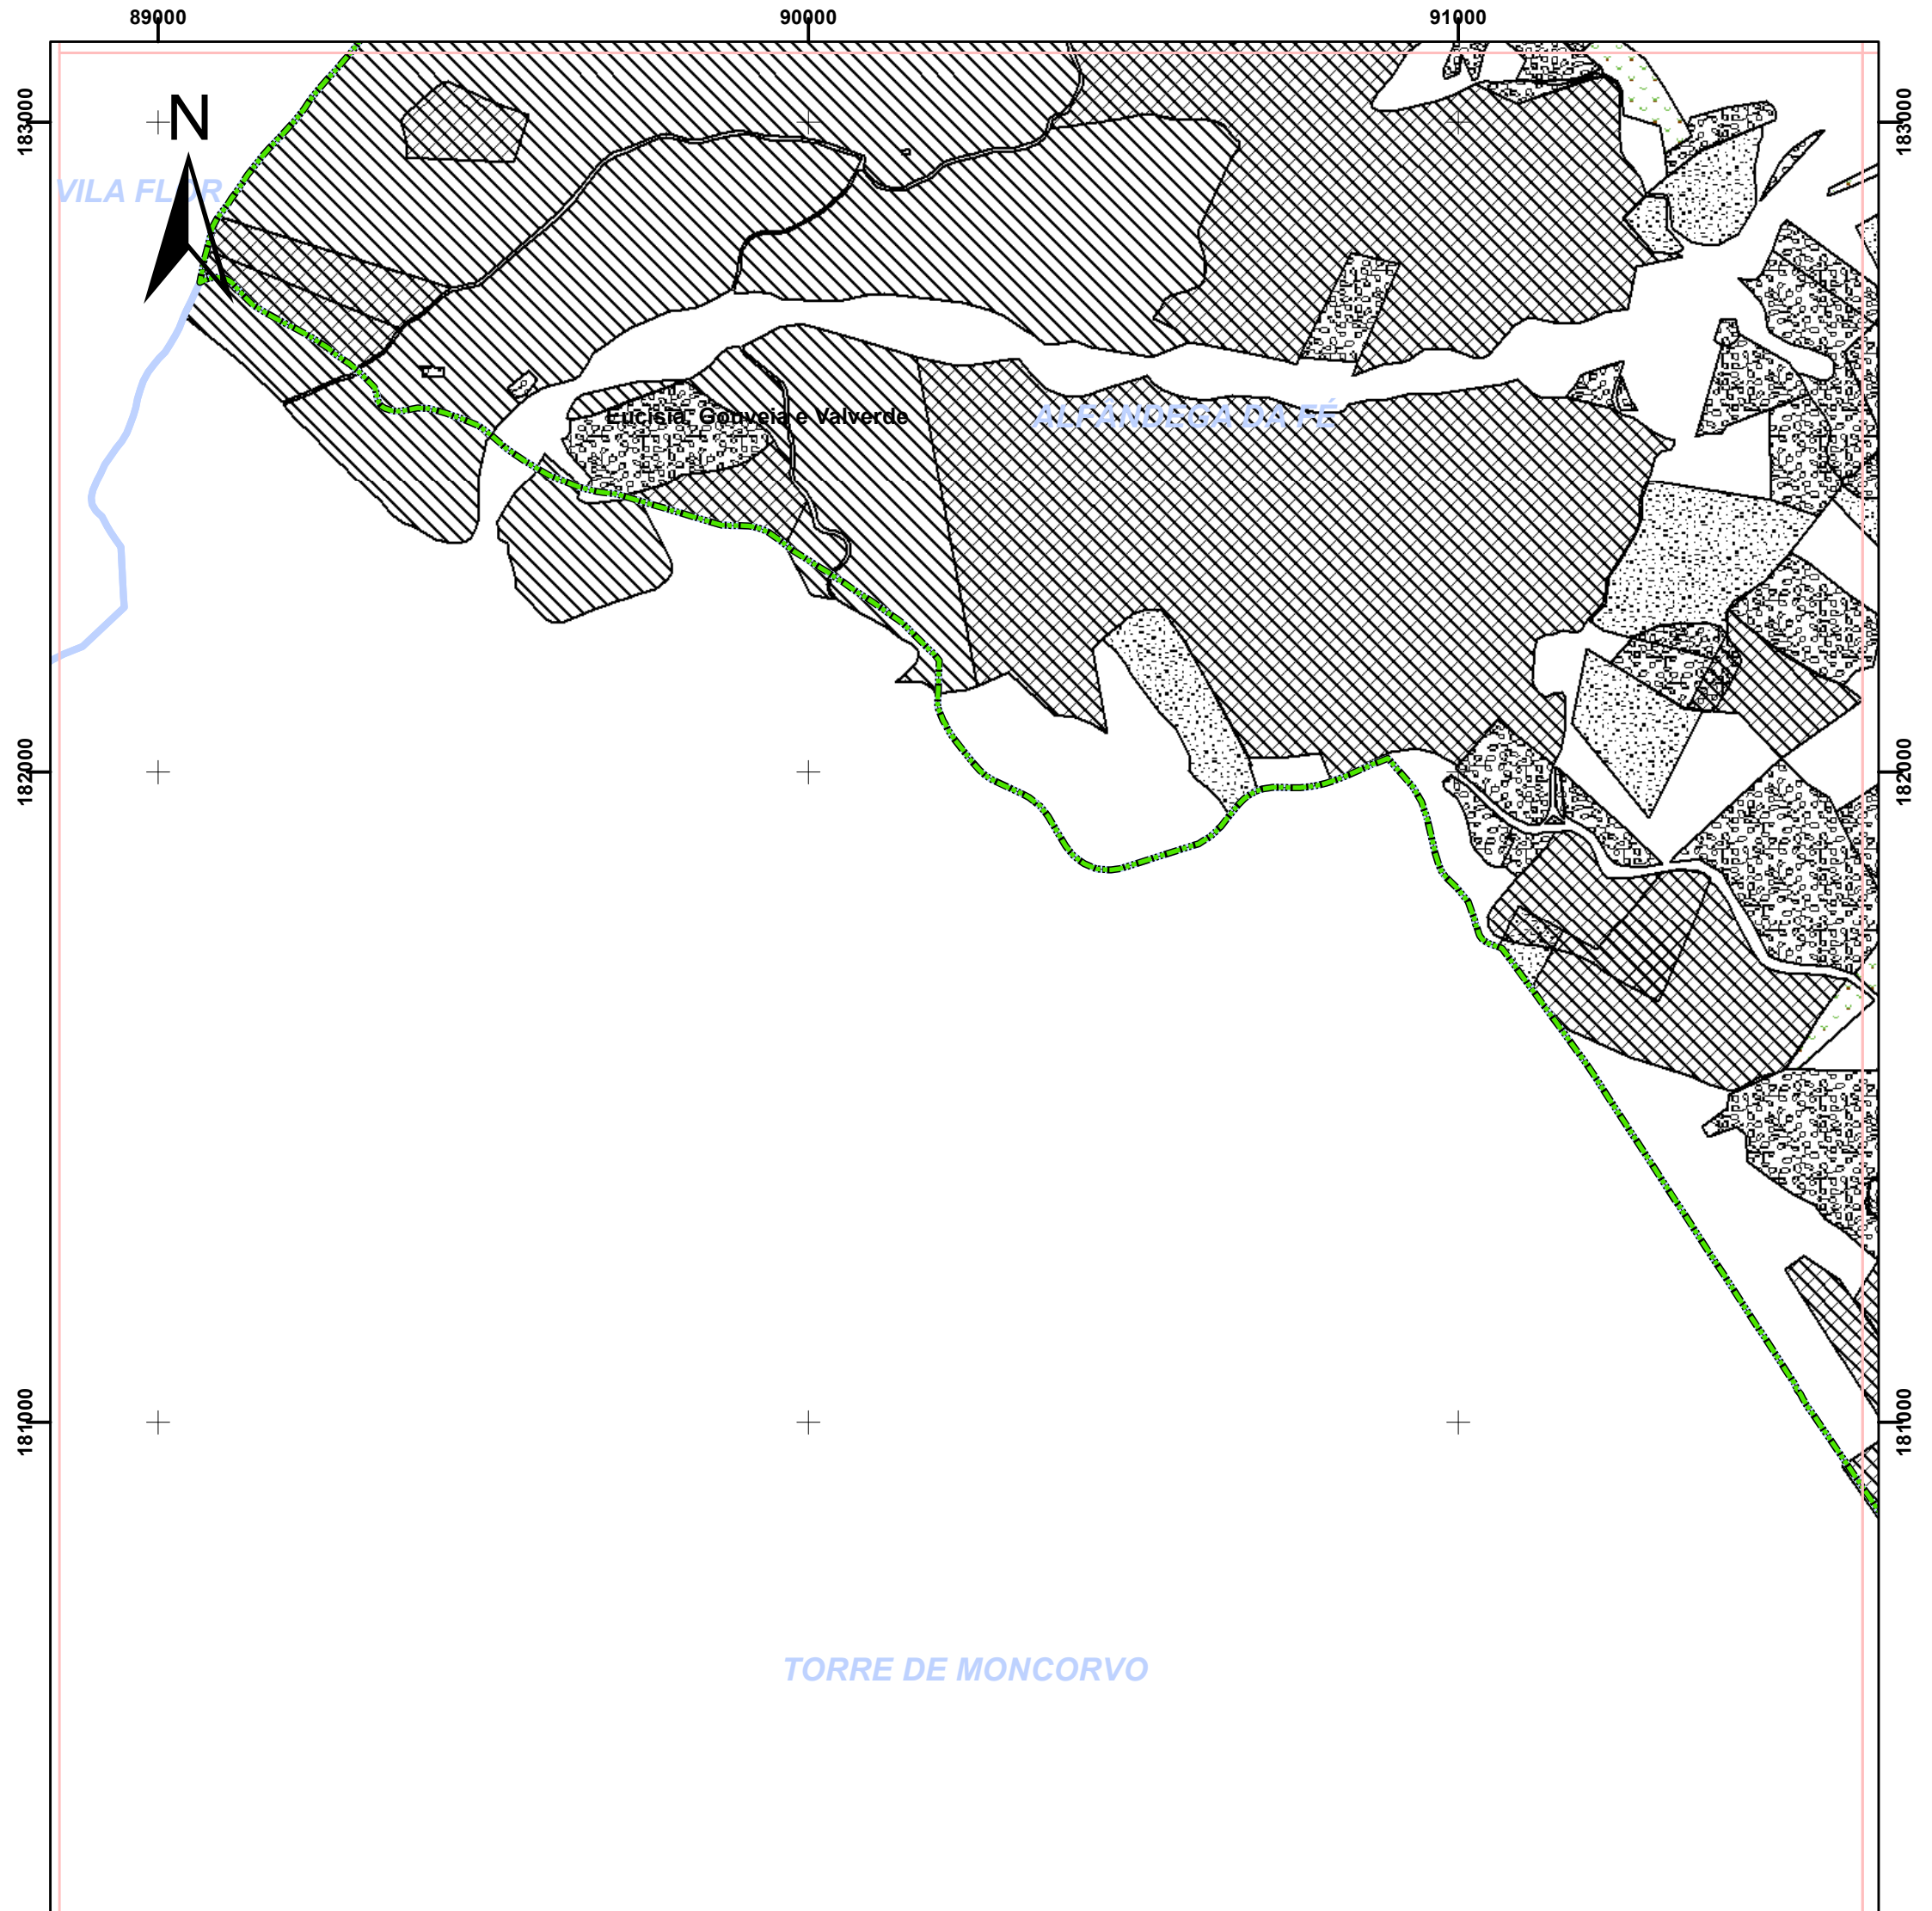 89000 90000 91000
183000 183000
N
VILA FLOR
Eucisia, Gouveia e Valverde
ALFÂNDEGA DA FÉ
182000 182000
181000 181000
TORRE DE MONCORVO